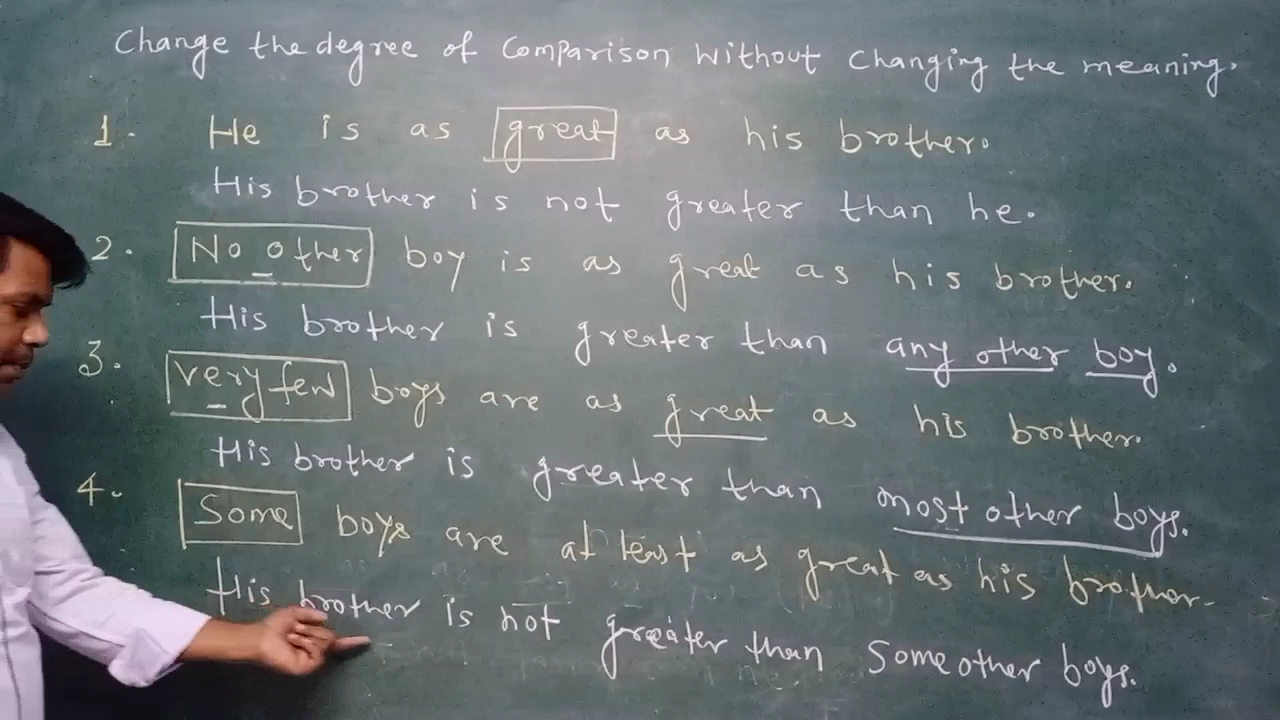 Change the degree of Comparison Without Changing the meaning.
1. He is as great as his brother.
His brother is not greater than he.
2. No other boy is as great as his brother.
His brother is greater than any other boy.
3. Very few boys are as great as his brother.
His brother is greater than most other boys.
4. Some boys are at least as great as his brother.
His brother is not greater than Some other boys.